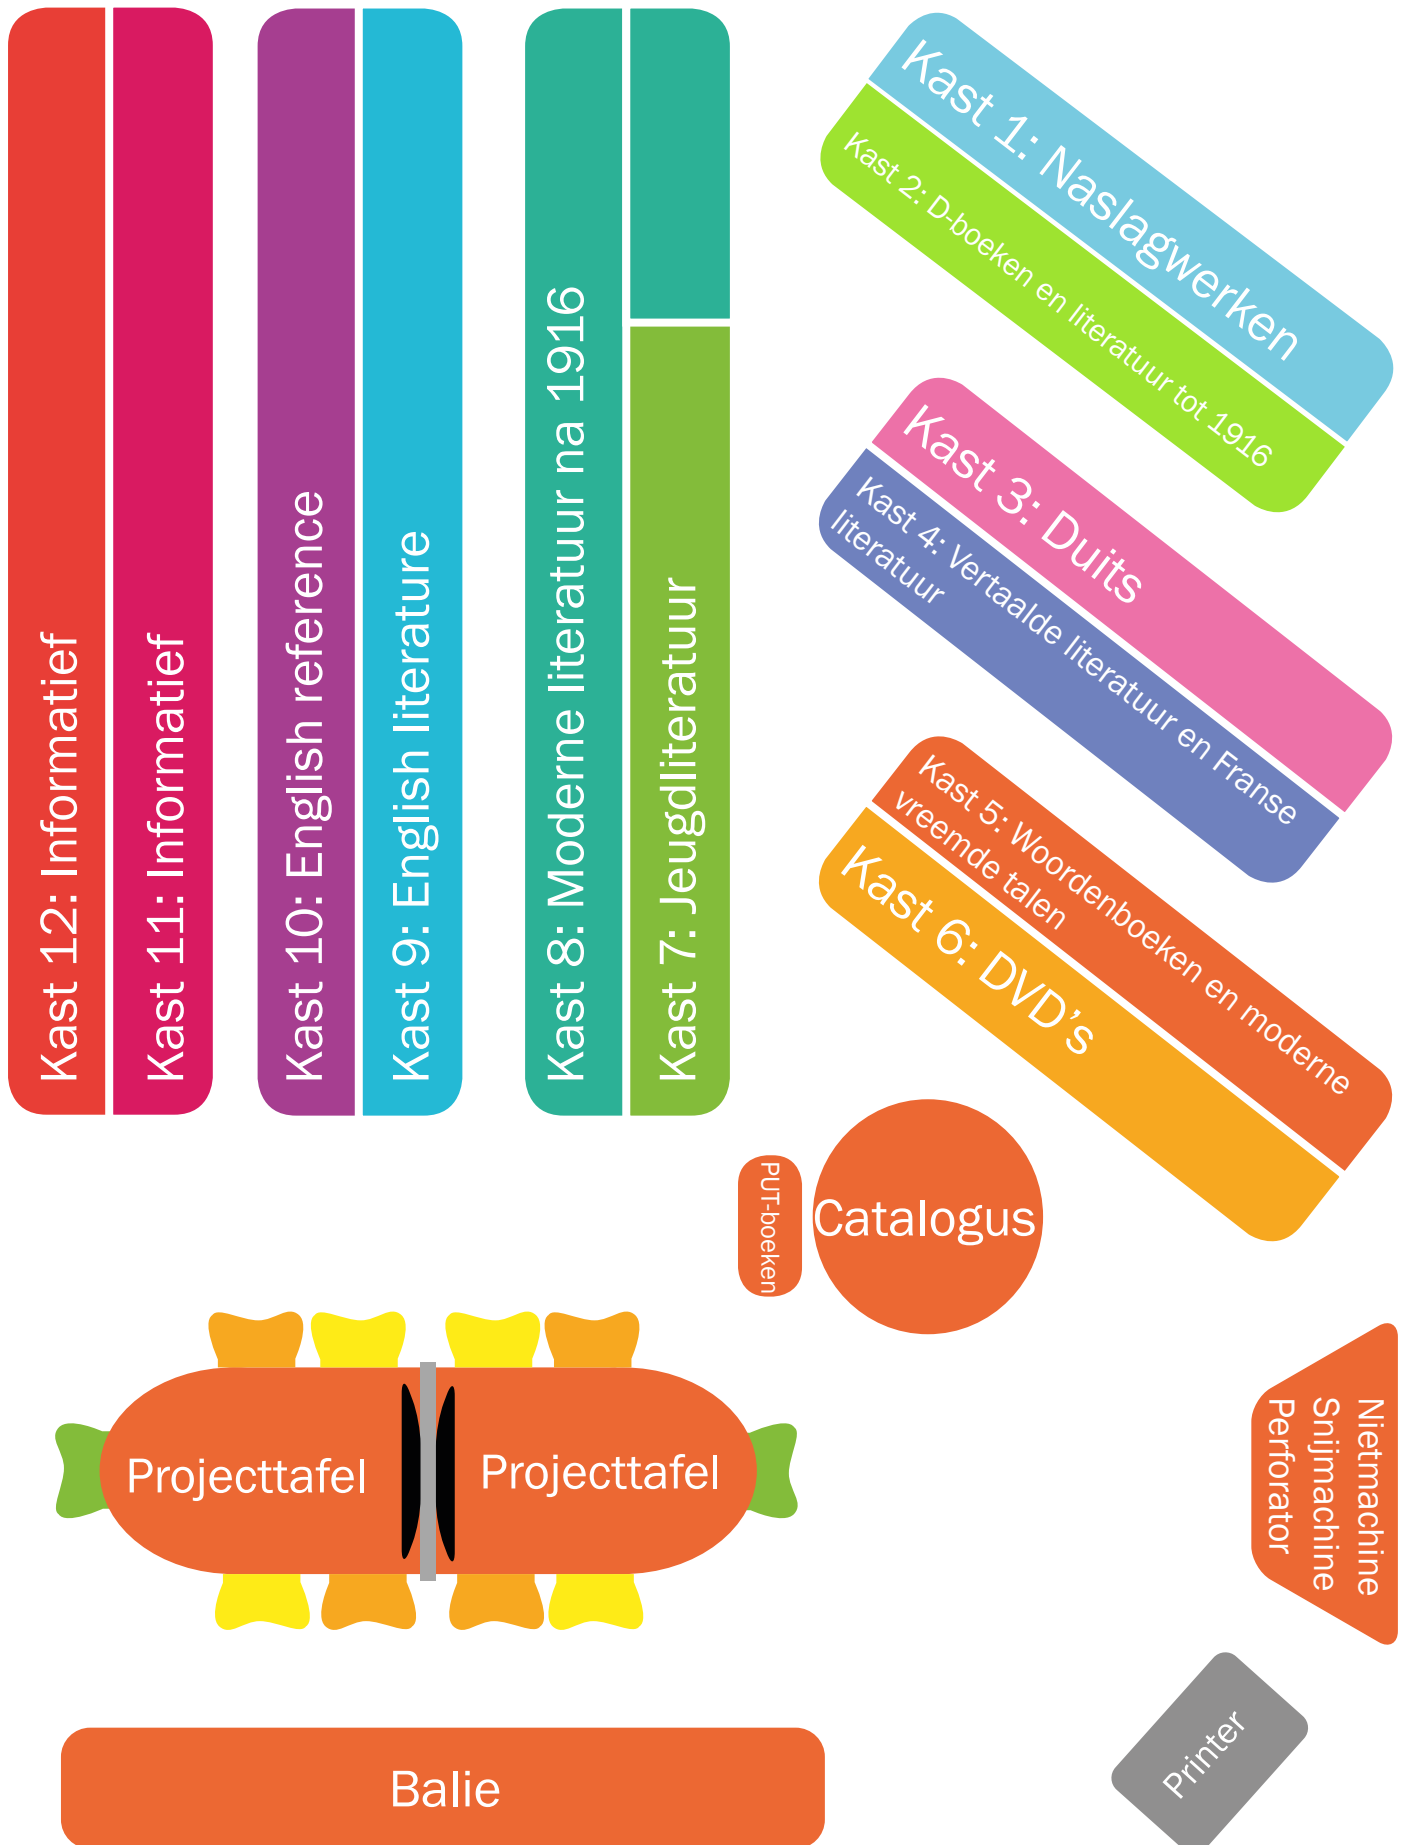 Kast 12: Informatief
Kast 11: Informatief
Kast 10: English reference
Kast 9: English literature
Kast 8: Moderne literatuur na 1916
Kast 7: Jeugdliteratuur
Kast 1: Naslagwerken
Kast 2: D-boeken en literatuur tot 1916
Kast 3: Duits
Kast 4: Vertaalde literatuur en Franse
literatuur
Kast 5: Woordenboeken en moderne
vreemde talen
Kast 6: DVD’s
PUT-boeken
Catalogus
Projecttafel
Projecttafel
Nietmachine
Snijmachine
Perforator
Printer
Balie